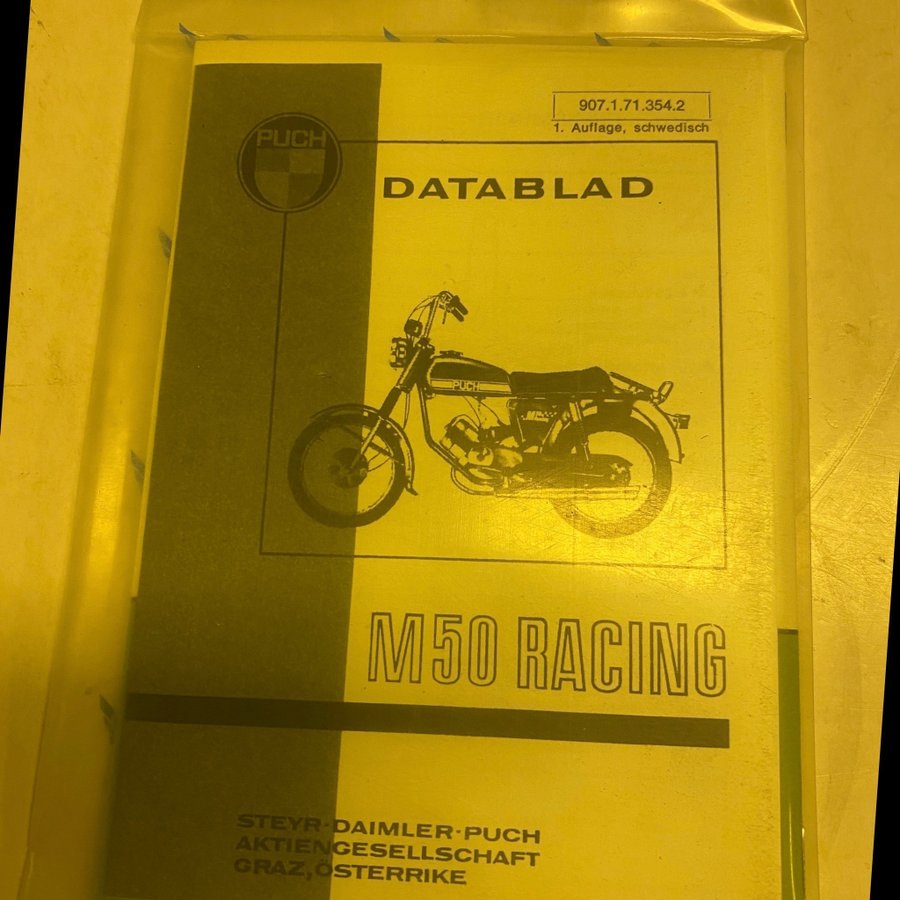 907.1.71.354.2
1. Auflage, schwedisch
PUCH
DATABLAD
PUCH
M50 RACING
STEYR-DAIMLER-PUCH
AKTIENGESELLSCHAFT
GRAZ, ÖSTERRIKE